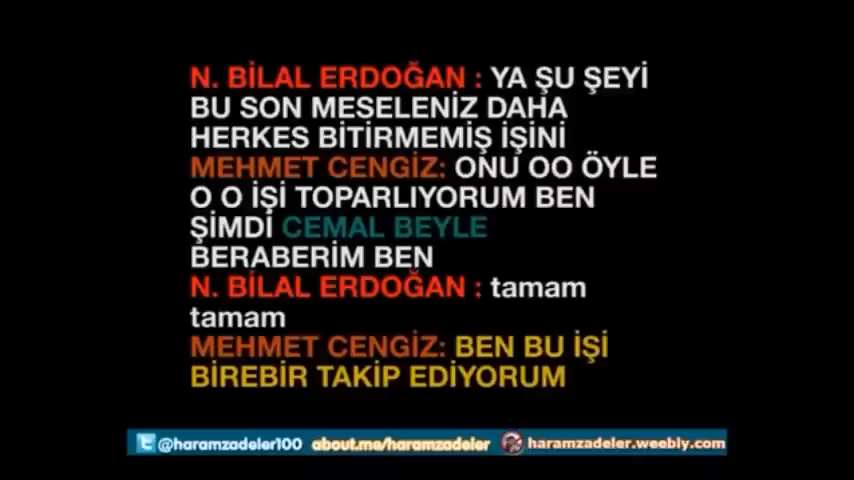 N. BİLAL ERDOĞAN : YA ŞU ŞEYİ
BU SON MESELENİZ DAHA
HERKES BİTİRMEMİŞ İŞİNİ
MEHMET CENGİZ: ONU OO ÖYLE
O O İŞİ TOPARLIYORUM BEN
ŞİMDİ CEMAL BEYLE
BERABERİM BEN
N. BİLAL ERDOĞAN : tamam
tamam
MEHMET CENGİZ: BEN BU İŞİ
BİREBİR TAKİP EDİYORUM
@haramzadeler100 about.me/haramzadeler haramzadeler.weebly.com